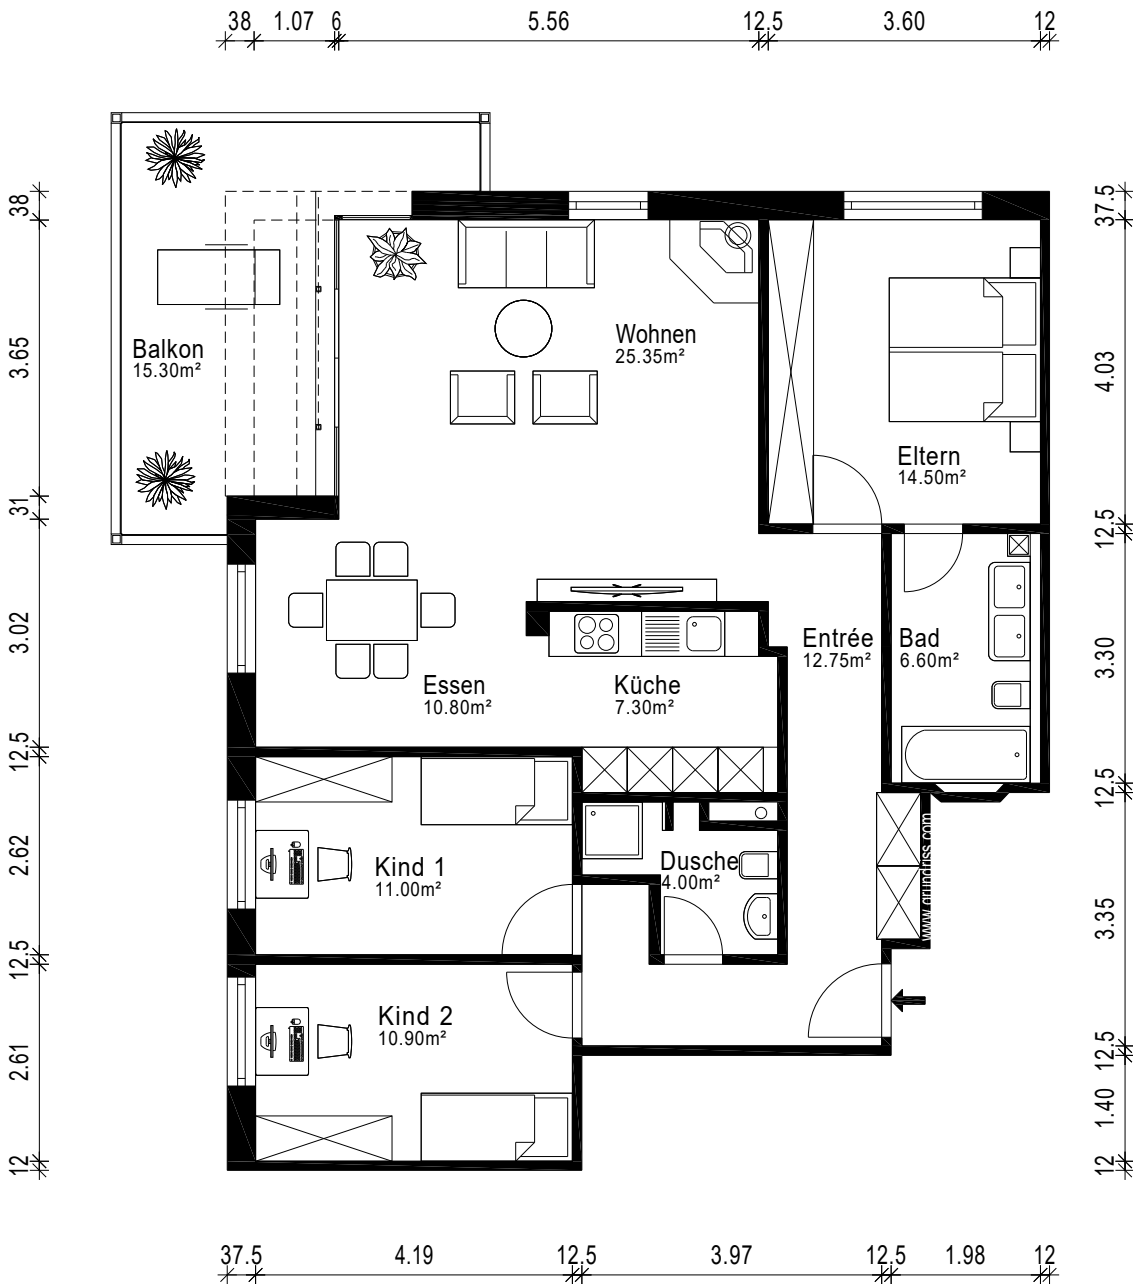 38 1.07 6 5.56 12.5 3.60 12
38
3.65
31
3.02
12.5
2.62
12.5
2.61
12
Balkon
15.30m²
Wohnen
25.35m²
Eltern
14.50m²
Entrée
12.75m²
Bad
6.60m²
Essen
10.80m²
Küche
7.30m²
Kind 1
11.00m²
Dusche
4.00m²
www.grundriss.com
Kind 2
10.90m²
37.5
4.03
12.5
3.30
12.5
3.35
12.5
1.40
12
37.5 4.19 12.5 3.97 12.5 1.98 12